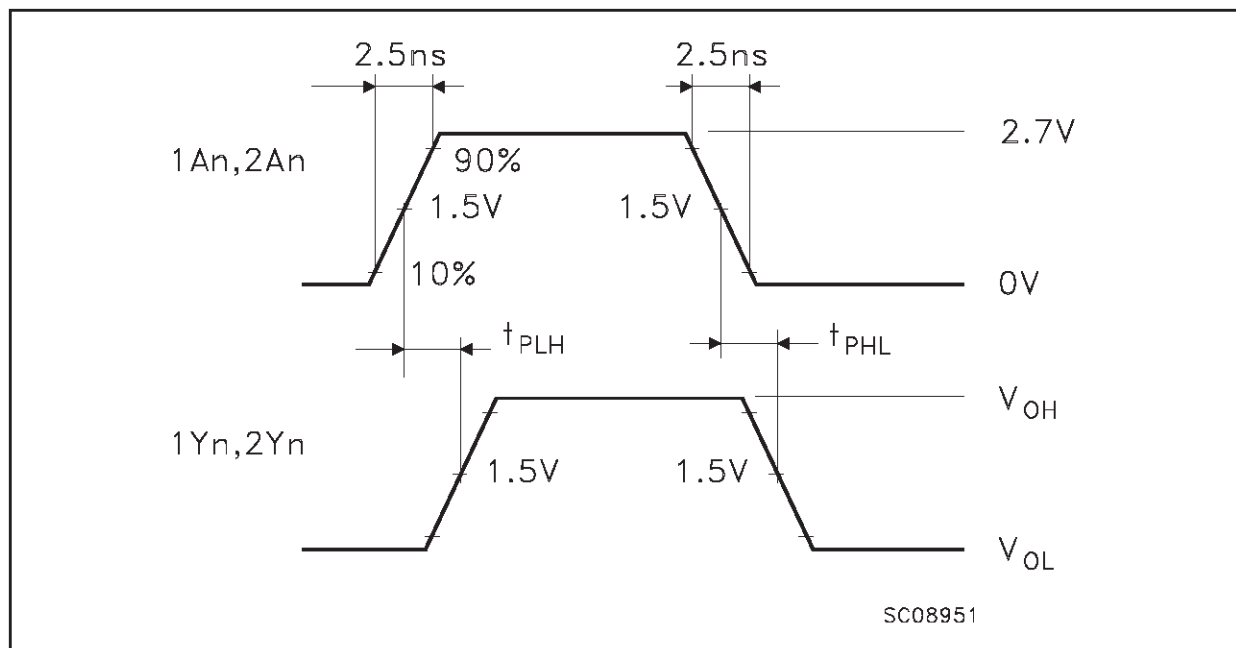 2.5ns 2.5ns
2.7V
1An,2An 90%
1.5V 1.5V
10% 0V
tPLH tPHL
VOH
1Yn,2Yn
1.5V 1.5V
VOL
SC08951